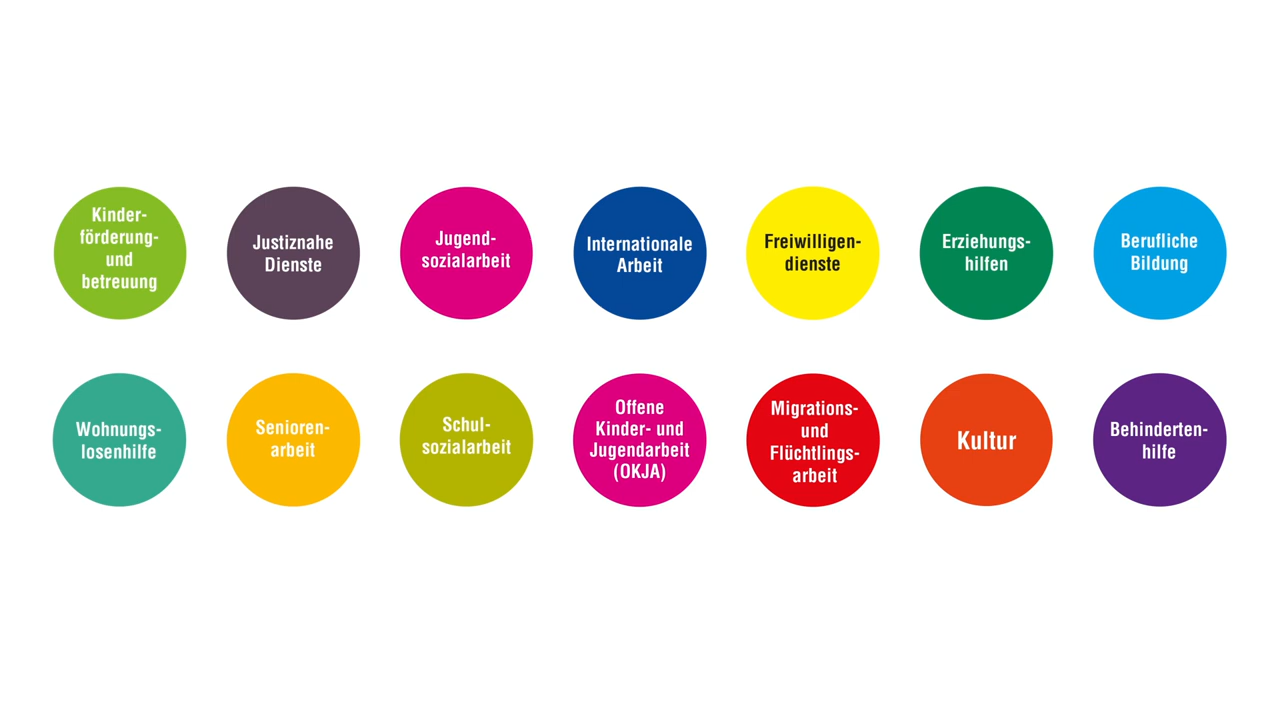 Kinder-
förderung-
und
betreuung
Justiznahe
Dienste
Jugend-
sozialarbeit
Internationale
Arbeit
Freiwilligen-
dienste
Erziehungs-
hilfen
Berufliche
Bildung
Wohnungs-
losenhilfe
Senioren-
arbeit
Schul-
sozialarbeit
Offene
Kinder- und
Jugendarbeit
(OKJA)
Migrations-
und
Flüchtlings-
arbeit
Kultur
Behinderten-
hilfe